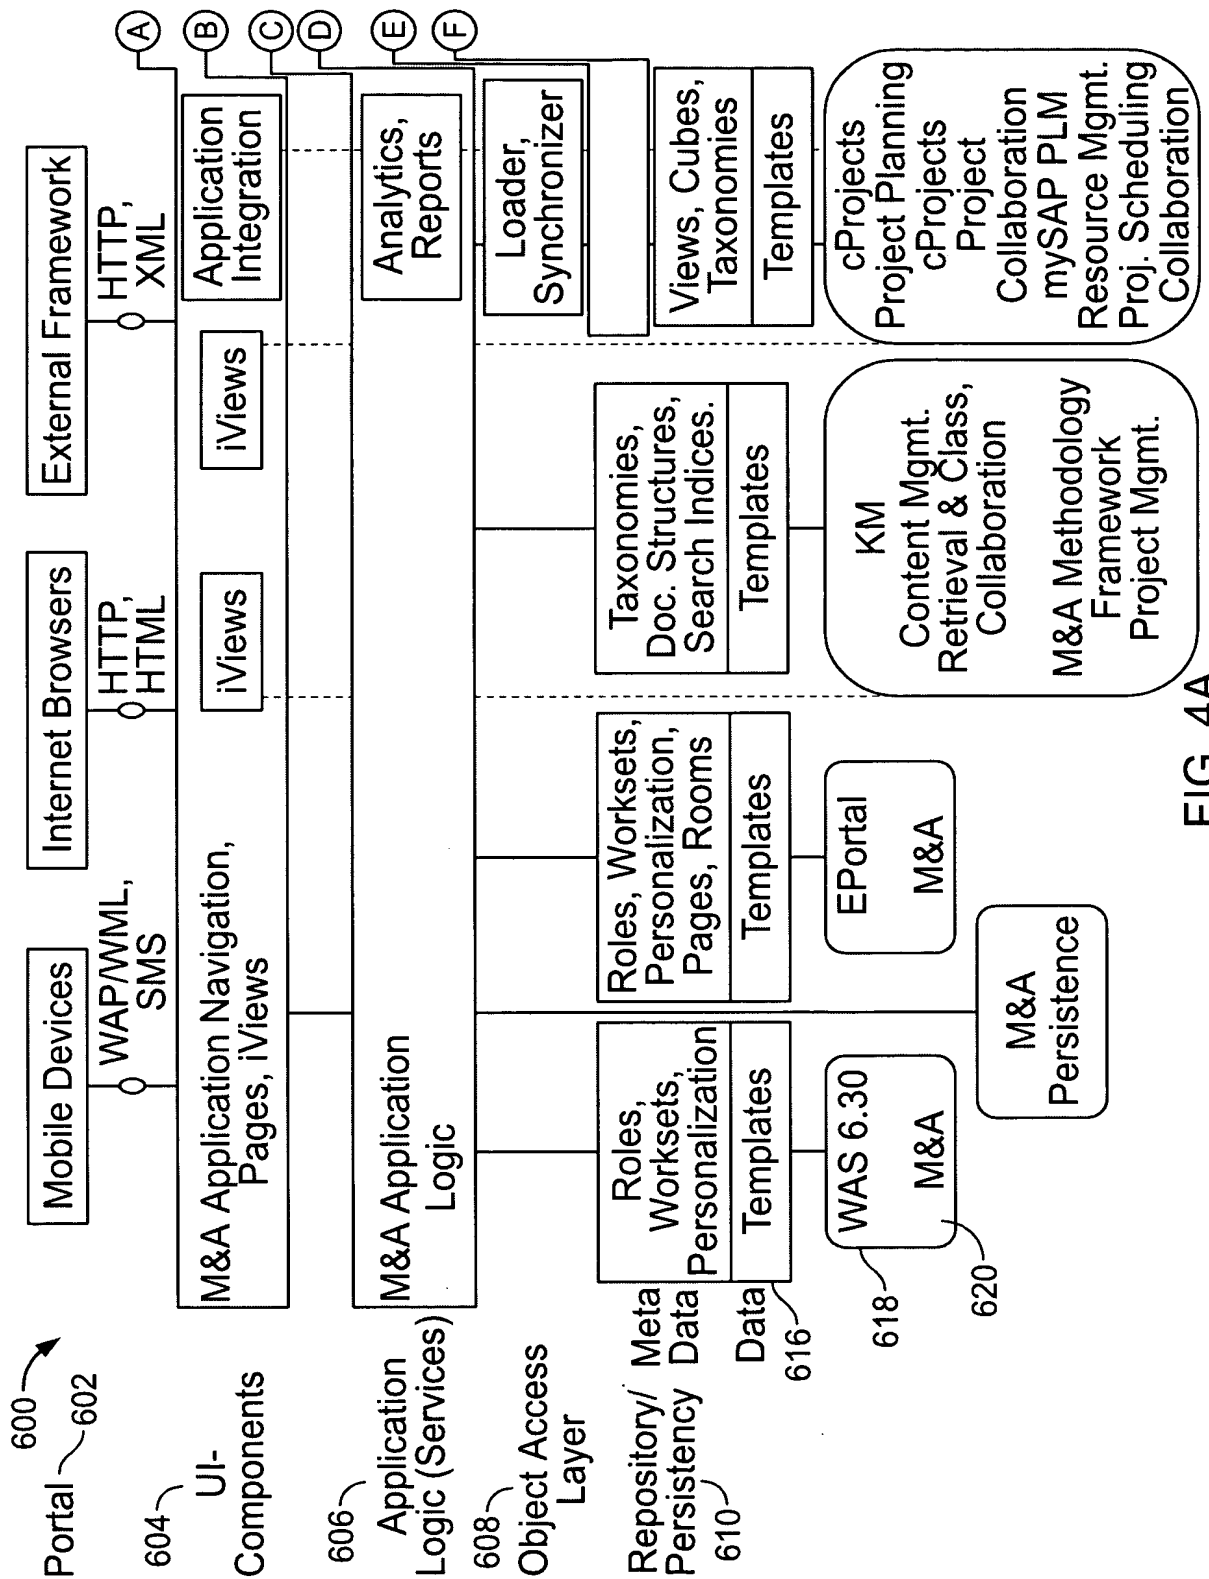 600
Portal
602
Mobile Devices
Internet Browsers
External Framework
WAP/WML,
SMS
HTTP,
HTML
HTTP,
XML
A
604
UI-
Components
M&A Application Navigation,
Pages, iViews
iViews
iViews
Application
Integration
B
C
D
606
Application
Logic (Services)
M&A Application
Logic
Analytics,
Reports
E
F
608
Object Access
Layer
Loader,
Synchronizer
Repository/
Persistency
610
Meta
Data
Data
616
Roles,
Worksets,
Personalization
Templates
Roles, Worksets,
Personalization,
Pages, Rooms
Templates
Taxonomies,
Doc. Structures,
Search Indices.
Templates
Views, Cubes,
Taxonomies
Templates
618
620
WAS 6.30
M&A
EPortal
M&A
M&A
Persistence
KM
Content Mgmt.
Retrieval & Class,
Collaboration
M&A Methodology
Framework
Project Mgmt.
cProjects
Project Planning
cProjects
Project
Collaboration
mySAP PLM
Resource Mgmt.
Proj. Scheduling
Collaboration
FIG. 4A